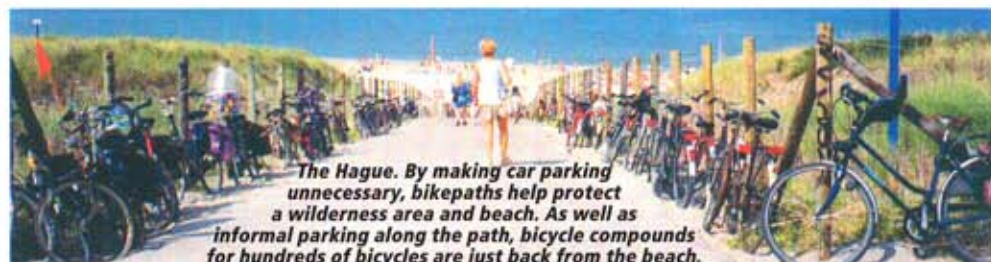 The Hague. By making car parking
unnecessary, bikepaths help protect
a wilderness area and beach. As well as
informal parking along the path, bicycle compounds
for hundreds of bicycles are just back from the beach.